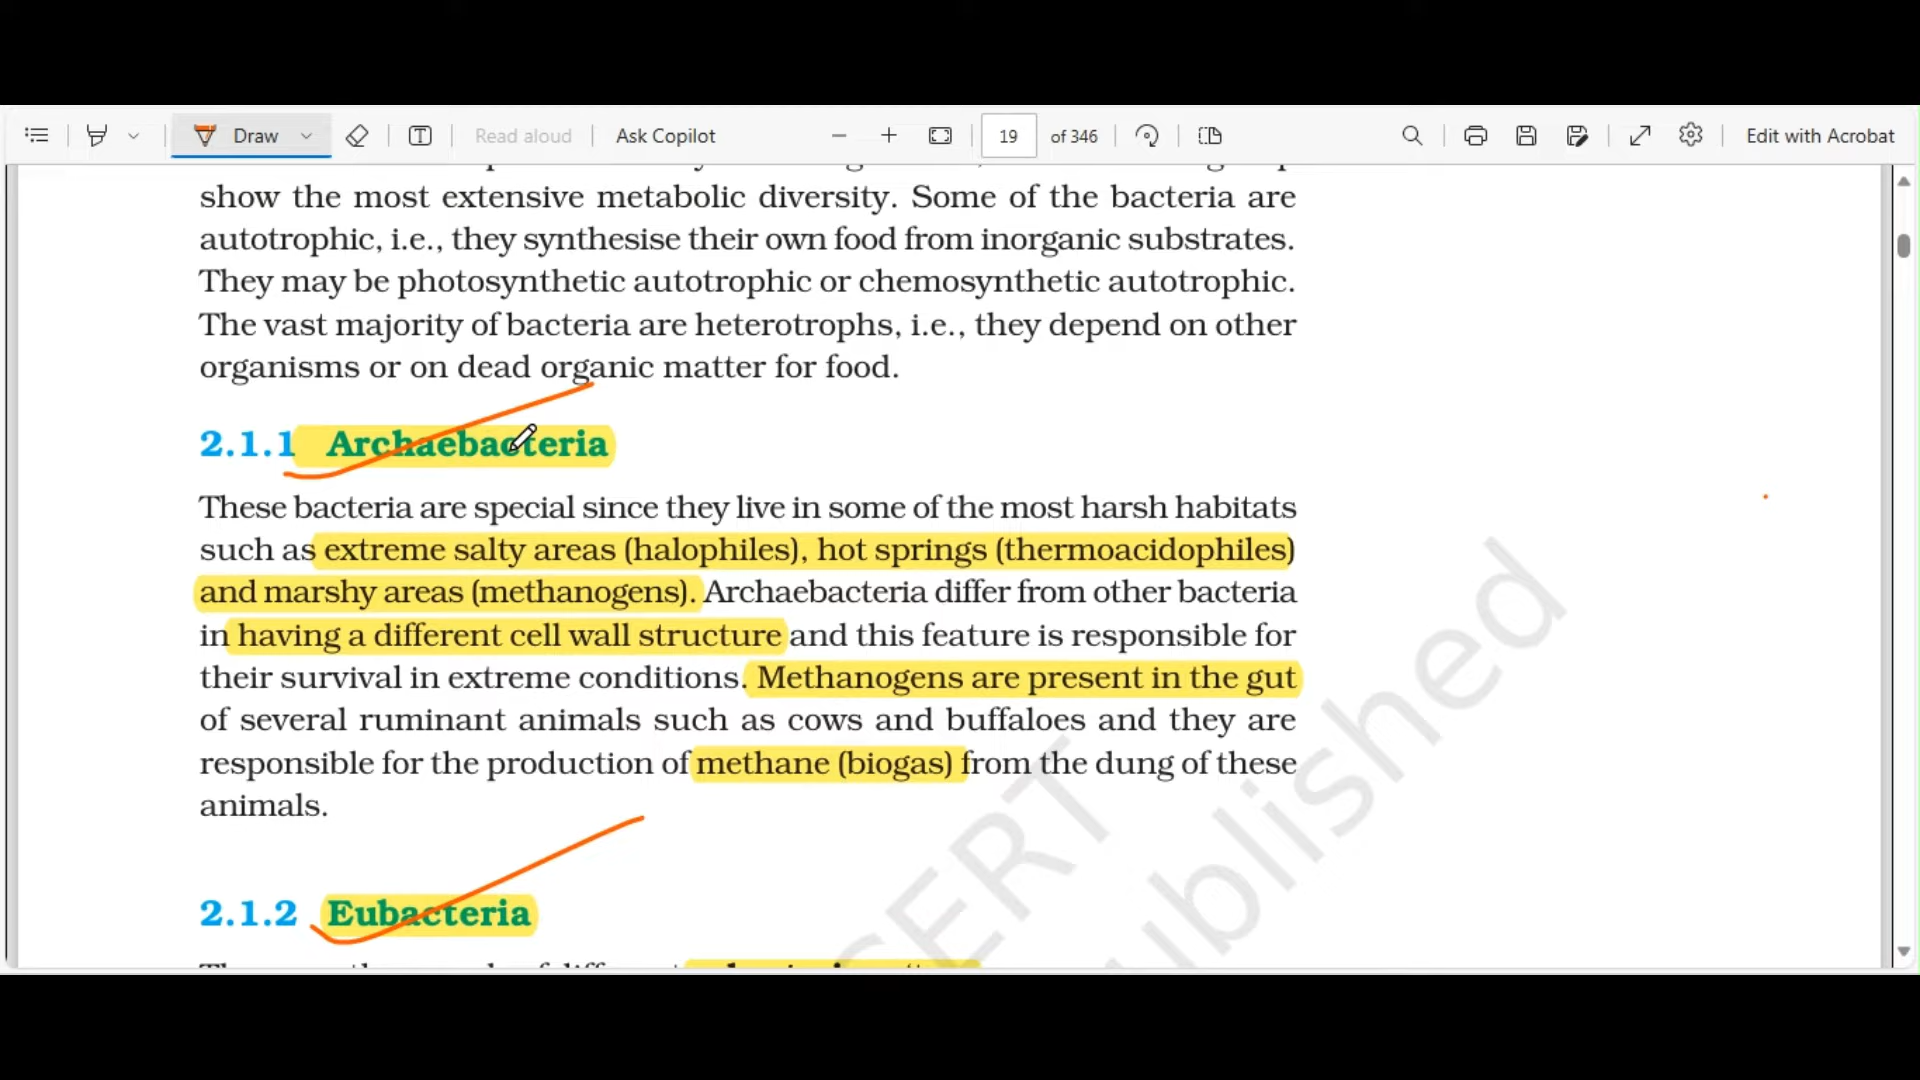 Draw
Read aloud
Ask Copilot
19 of 346
Edit with Acrobat
show the most extensive metabolic diversity. Some of the bacteria are
autotrophic, i.e., they synthesise their own food from inorganic substrates.
They may be photosynthetic autotrophic or chemosynthetic autotrophic.
The vast majority of bacteria are heterotrophs, i.e., they depend on other
organisms or on dead organic matter for food.
2.1.1 Archaebacteria
These bacteria are special since they live in some of the most harsh habitats
such as extreme salty areas (halophiles), hot springs (thermoacidophiles)
and marshy areas (methanogens). Archaebacteria differ from other bacteria
in having a different cell wall structure and this feature is responsible for
their survival in extreme conditions. Methanogens are present in the gut
of several ruminant animals such as cows and buffaloes and they are
responsible for the production of methane (biogas) from the dung of these
animals.
2.1.2 Eubacteria